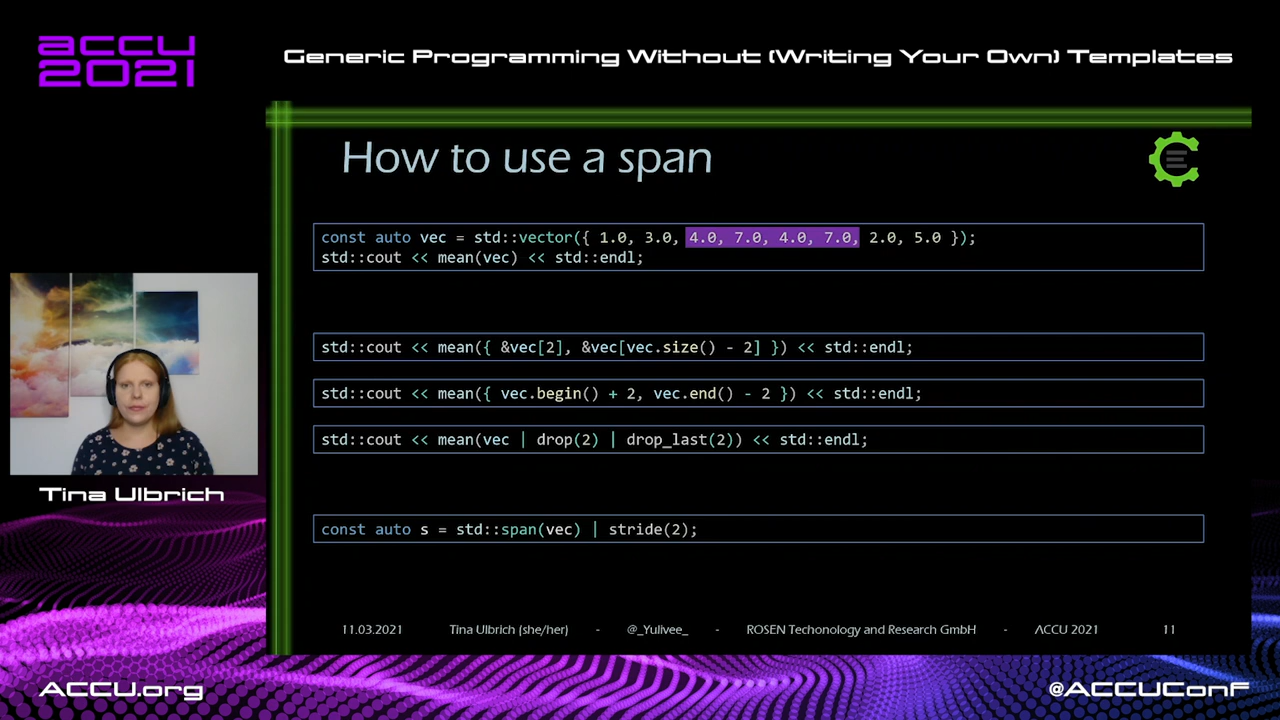 accu
2021
Generic Programming Without (Writing Your Own) Templates
How to use a span
const auto vec = std::vector({ 1.0, 3.0, 4.0, 7.0, 4.0, 7.0, 2.0, 5.0 });
std::cout << mean(vec) << std::endl;
std::cout << mean({ &vec[2], &vec[vec.size() - 2] }) << std::endl;
std::cout << mean({ vec.begin() + 2, vec.end() - 2 }) << std::endl;
std::cout << mean(vec | drop(2) | drop_last(2)) << std::endl;
const auto s = std::span(vec) | stride(2);
Tina Ulbrich
11.03.2021 Tina Ulbrich (she/her) - @_Yulivee_ - ROSEN Techonology and Research GmbH - ACCU 2021 11
ACCU.org
@ACCUConf